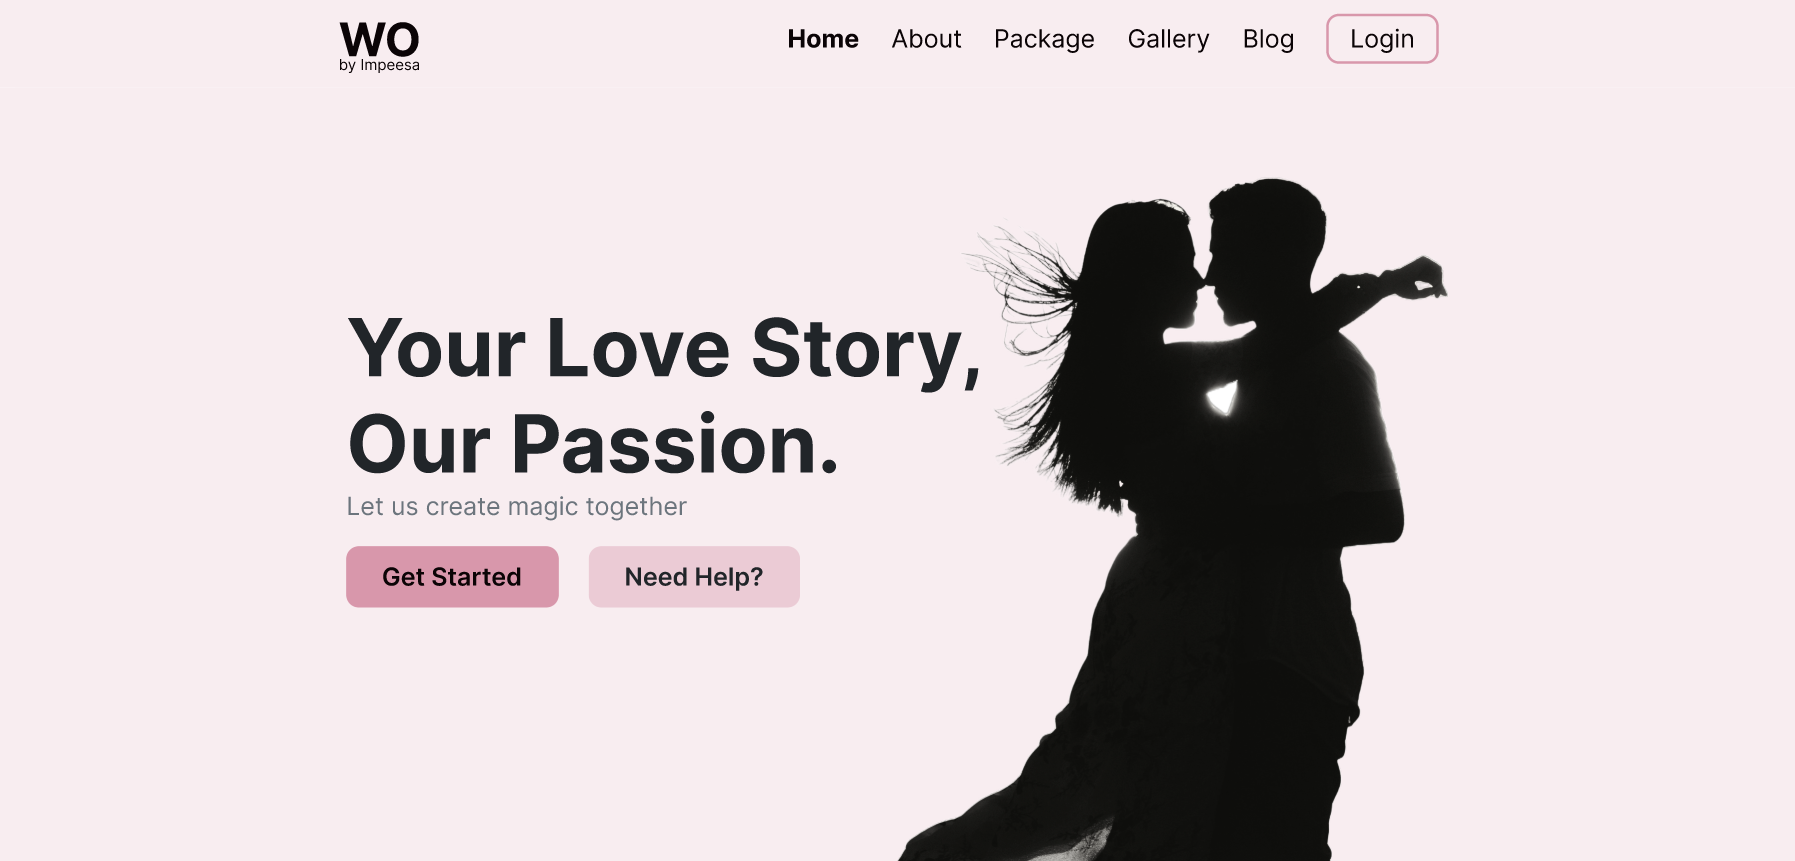 WO
by Impeesa
Home About Package Gallery Blog Login
Your Love Story,
Our Passion.
Let us create magic together
Get Started Need Help?